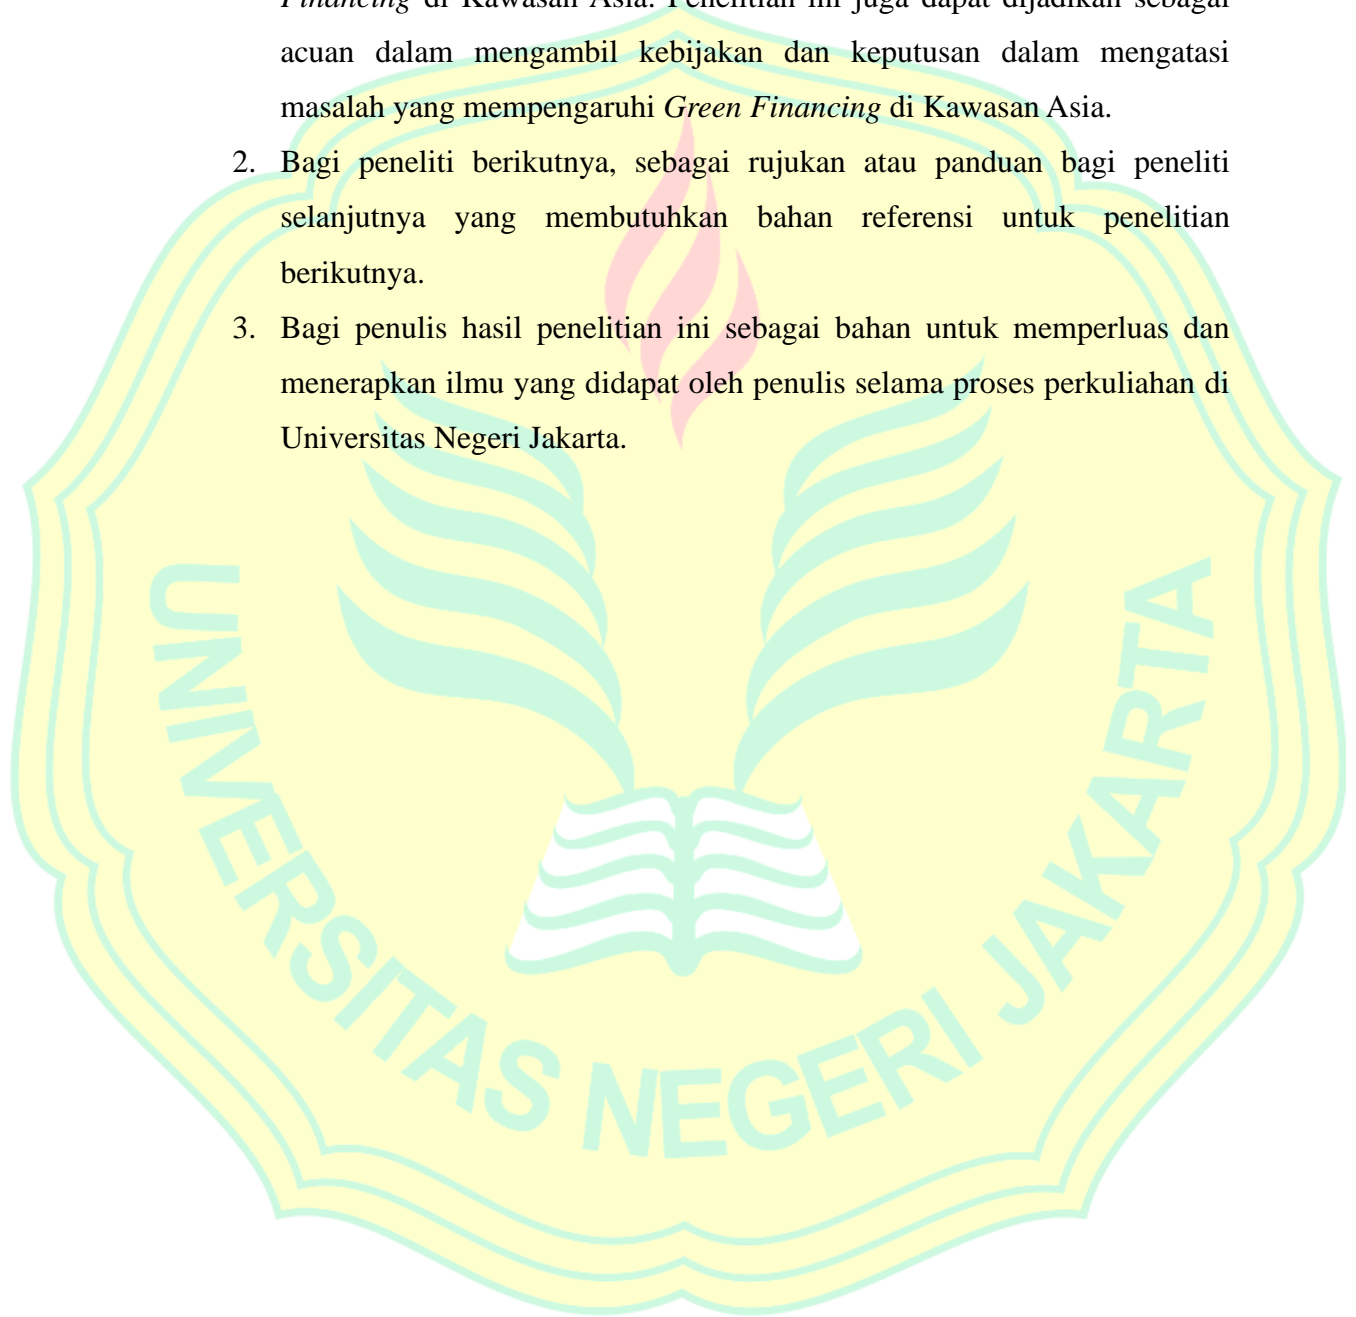 Financing di Kawasan Asia. Penelitian ini juga dapat dijadikan sebagai
acuan dalam mengambil kebijakan dan keputusan dalam mengatasi
masalah yang mempengaruhi Green Financing di Kawasan Asia.
2. Bagi peneliti berikutnya, sebagai rujukan atau panduan bagi peneliti
selanjutnya yang membutuhkan bahan referensi untuk penelitian
berikutnya.
3. Bagi penulis hasil penelitian ini sebagai bahan untuk memperluas dan
menerapkan ilmu yang didapat oleh penulis selama proses perkuliahan di
Universitas Negeri Jakarta.
UNIVERSITAS NEGERI JAKARTA